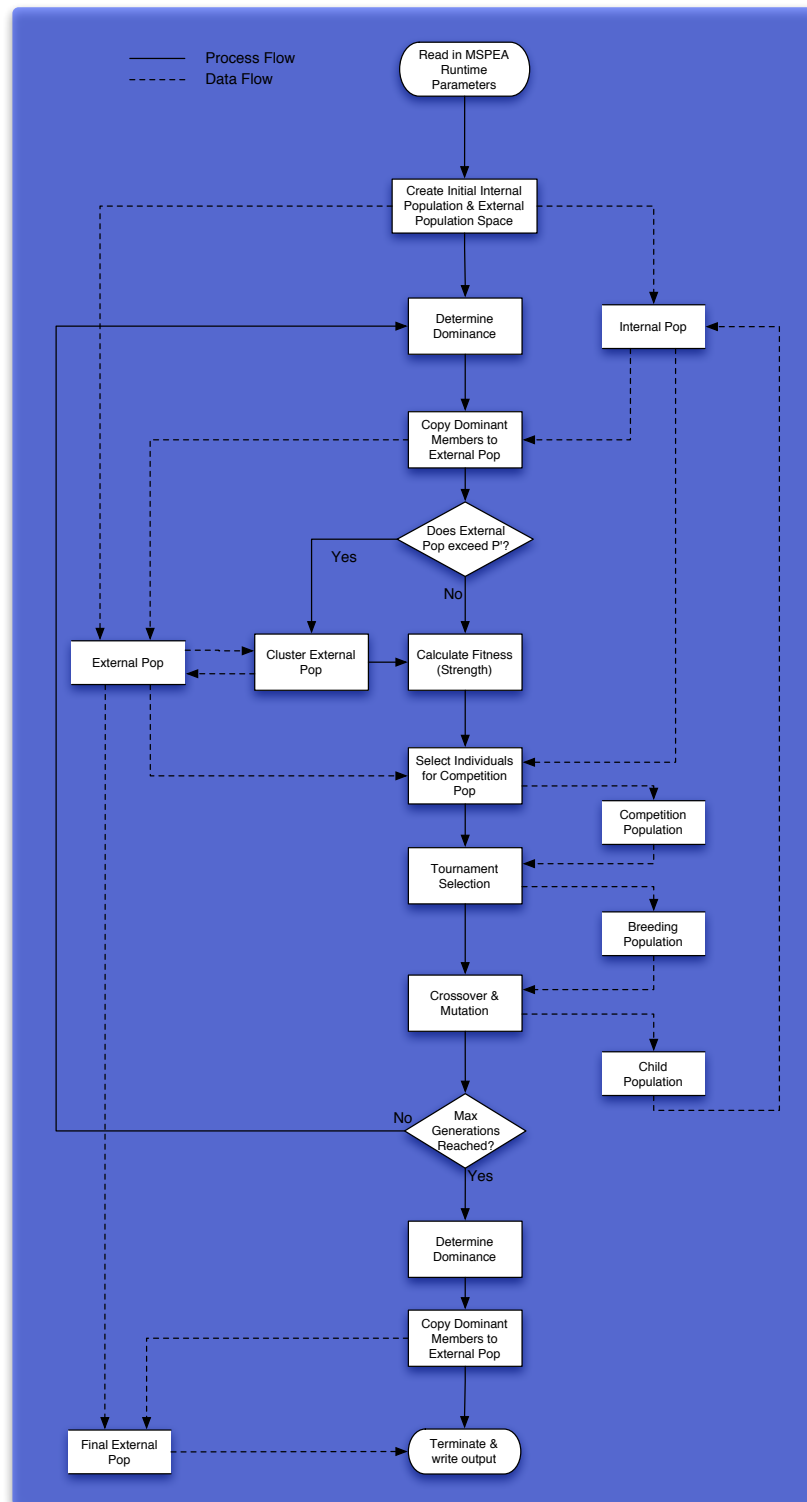 Process Flow
Data Flow
Read in MSPEA
Runtime
Parameters
Create Initial Internal
Population & External
Population Space
Determine
Dominance
Internal Pop
Copy Dominant
Members to
External Pop
Does External
Pop exceed P'?
Yes
No
External Pop
Cluster External
Pop
Calculate Fitness
(Strength)
Select Individuals
for Competition
Pop
Competition
Population
Tournament
Selection
Breeding
Population
Crossover &
Mutation
Child
Population
No
Max
Generations
Reached?
Yes
Determine
Dominance
Copy Dominant
Members to
External Pop
Final External
Pop
Terminate &
write output